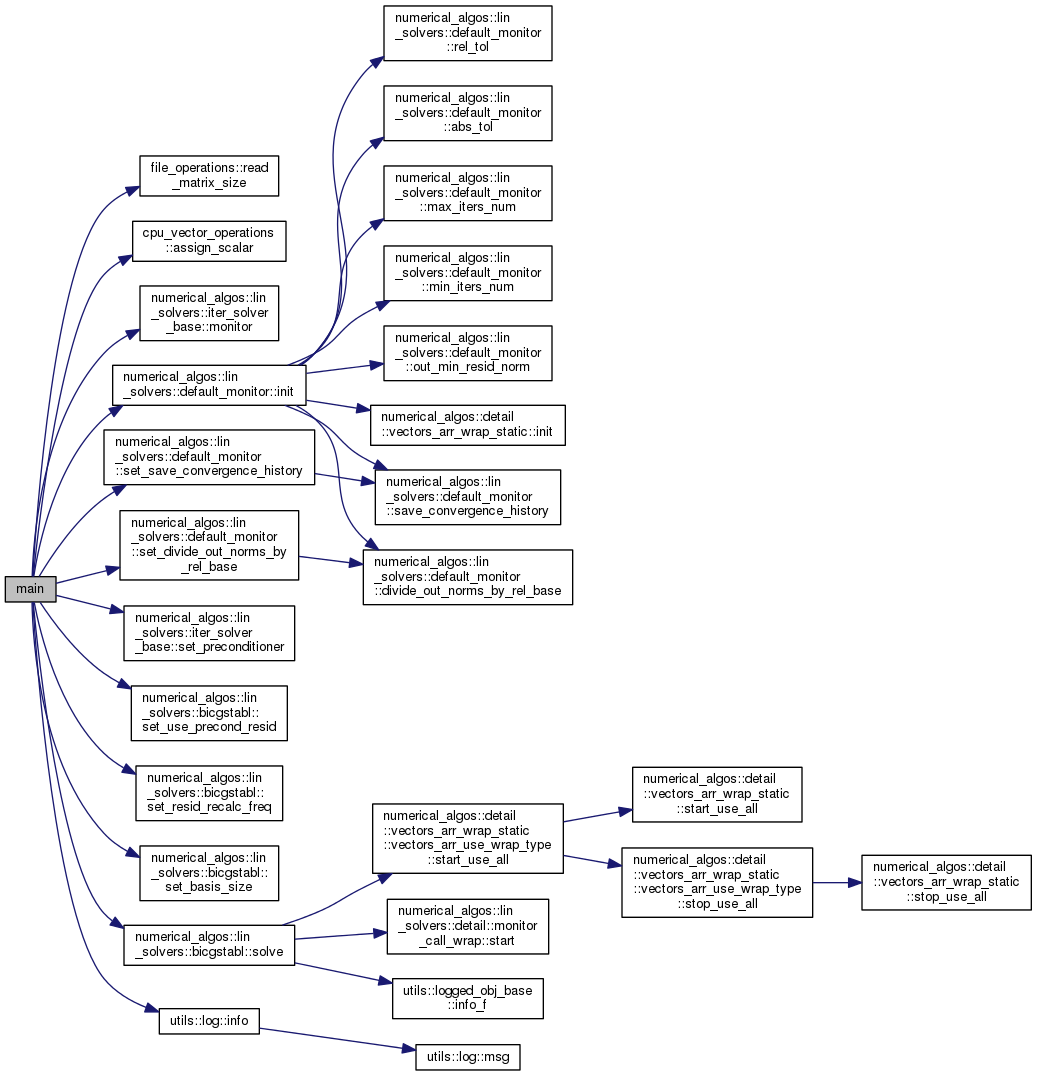 main
file_operations::read
_matrix_size
cpu_vector_operations
::assign_scalar
numerical_algos::lin
_solvers::iter_solver
_base::monitor
numerical_algos::lin
_solvers::default_monitor::init
numerical_algos::lin
_solvers::default_monitor
::set_save_convergence_history
numerical_algos::lin
_solvers::default_monitor
::set_divide_out_norms_by
_rel_base
numerical_algos::lin
_solvers::iter_solver
_base::set_preconditioner
numerical_algos::lin
_solvers::bicgstabl::
set_use_precond_resid
numerical_algos::lin
_solvers::bicgstabl::
set_resid_recalc_freq
numerical_algos::lin
_solvers::bicgstabl::
set_basis_size
numerical_algos::lin
_solvers::bicgstabl::solve
utils::log::info
numerical_algos::lin
_solvers::default_monitor
::rel_tol
numerical_algos::lin
_solvers::default_monitor
::abs_tol
numerical_algos::lin
_solvers::default_monitor
::max_iters_num
numerical_algos::lin
_solvers::default_monitor
::min_iters_num
numerical_algos::lin
_solvers::default_monitor
::out_min_resid_norm
numerical_algos::detail
::vectors_arr_wrap_static::init
numerical_algos::lin
_solvers::default_monitor
::save_convergence_history
numerical_algos::lin
_solvers::default_monitor
::divide_out_norms_by_rel_base
numerical_algos::detail
::vectors_arr_wrap_static
::vectors_arr_use_wrap_type
::start_use_all
numerical_algos::lin
_solvers::detail::monitor
_call_wrap::start
utils::logged_obj_base
::info_f
utils::log::msg
numerical_algos::detail
::vectors_arr_wrap_static
::start_use_all
numerical_algos::detail
::vectors_arr_wrap_static
::vectors_arr_use_wrap_type
::stop_use_all
numerical_algos::detail
::vectors_arr_wrap_static
::stop_use_all